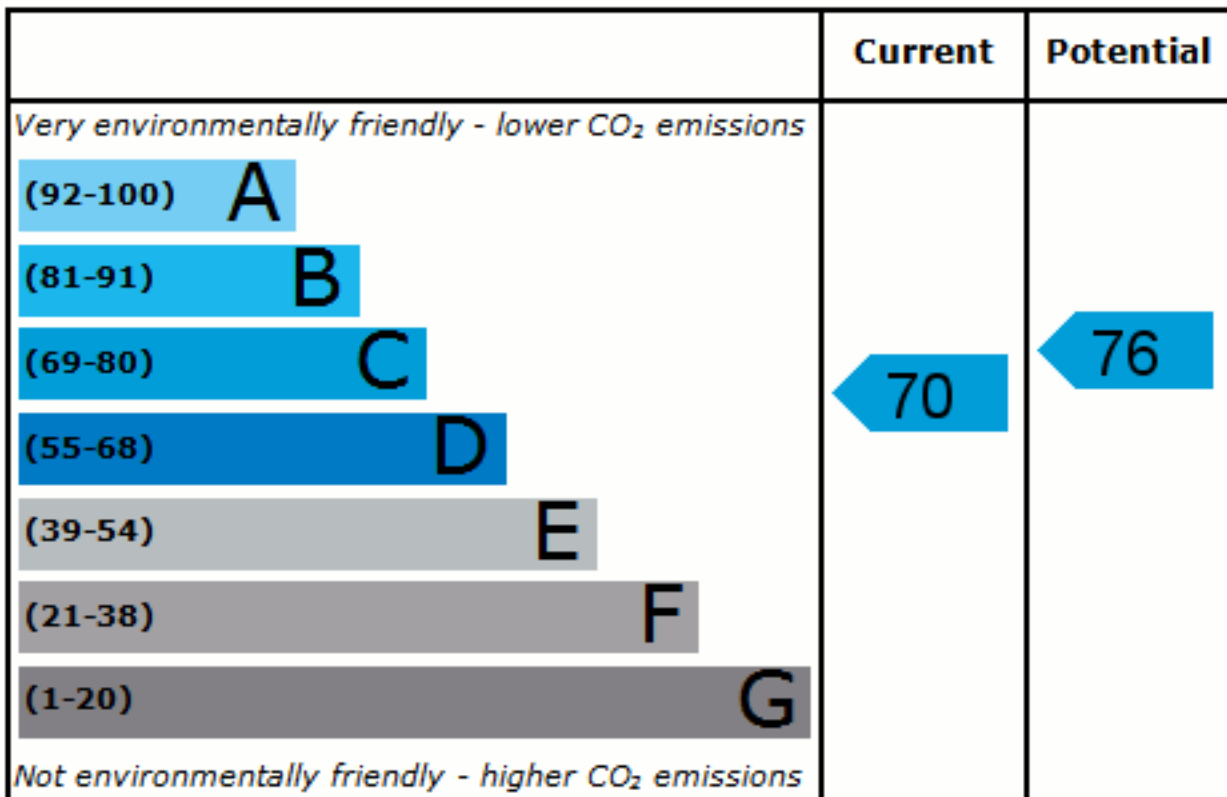 Current Potential
Very environmentally friendly - lower CO₂ emissions
(92-100) A
(81-91) B
(69-80) C
70
76
(55-68) D
(39-54) E
(21-38) F
(1-20) G
Not environmentally friendly - higher CO₂ emissions